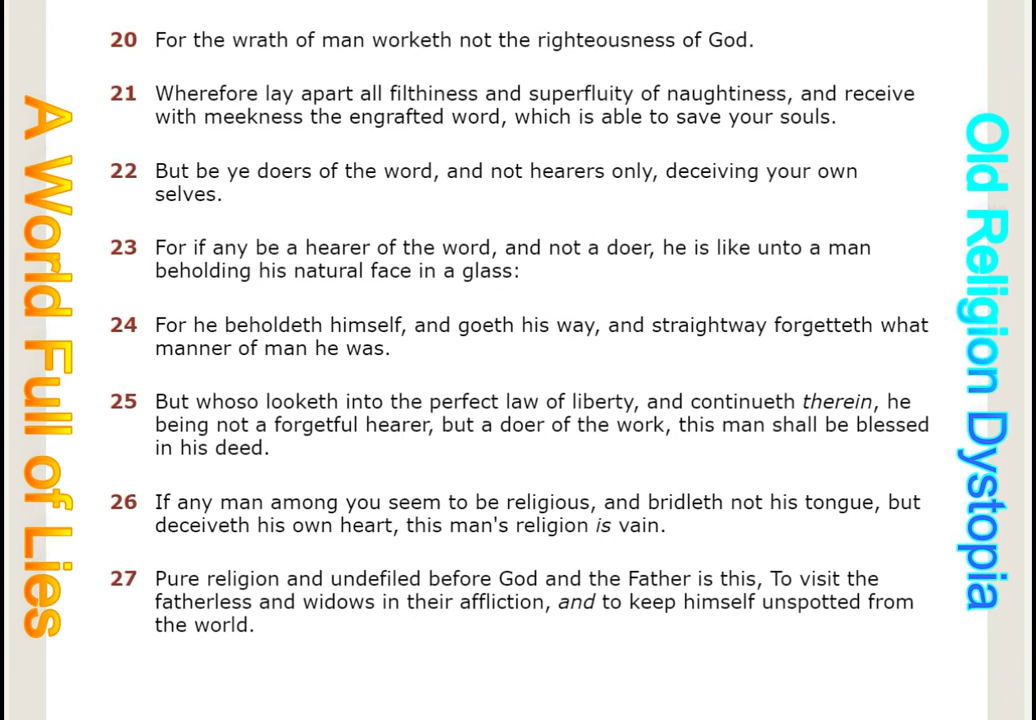 A World Full of Lies
20 For the wrath of man worketh not the righteousness of God.
21 Wherefore lay apart all filthiness and superfluity of naughtiness, and receive
with meekness the engrafted word, which is able to save your souls.
22 But be ye doers of the word, and not hearers only, deceiving your own
selves.
23 For if any be a hearer of the word, and not a doer, he is like unto a man
beholding his natural face in a glass:
24 For he beholdeth himself, and goeth his way, and straightway forgetteth what
manner of man he was.
25 But whoso looketh into the perfect law of liberty, and continueth therein, he
being not a forgetful hearer, but a doer of the work, this man shall be blessed
in his deed.
26 If any man among you seem to be religious, and bridleth not his tongue, but
deceiveth his own heart, this man's religion is vain.
27 Pure religion and undefiled before God and the Father is this, To visit the
fatherless and widows in their affliction, and to keep himself unspotted from
the world.
Old Religion Dystopia